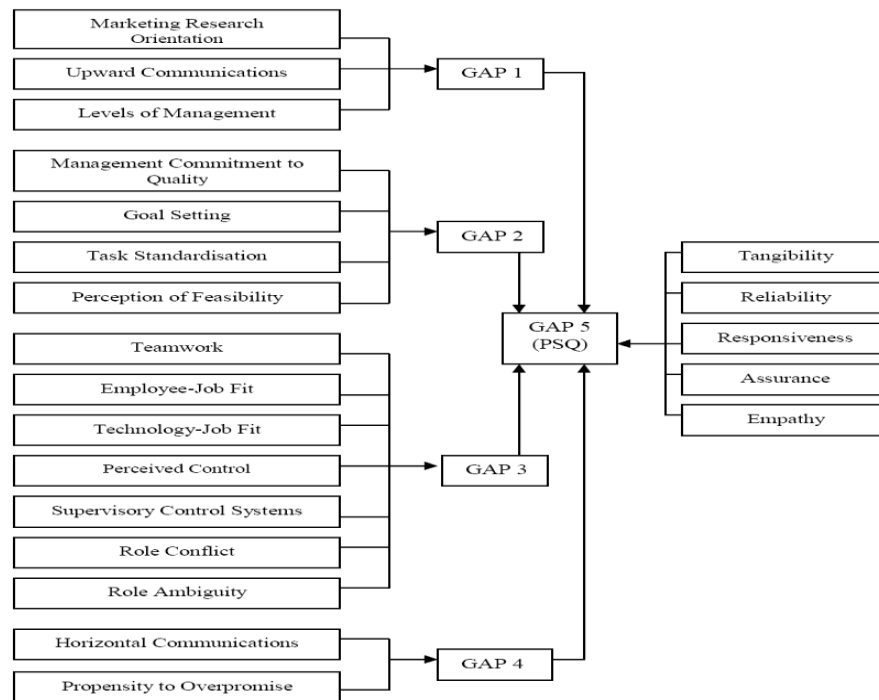 Marketing Research
Orientation
Upward Communications
Levels of Management
GAP 1
Management Commitment to
Quality
Goal Setting
Task Standardisation
Perception of Feasibility
GAP 2
Teamwork
Employee-Job Fit
Technology-Job Fit
Perceived Control
Supervisory Control Systems
Role Conflict
Role Ambiguity
GAP 3
Horizontal Communications
Propensity to Overpromise
GAP 4
GAP 5
(PSQ)
Tangibility
Reliability
Responsiveness
Assurance
Empathy